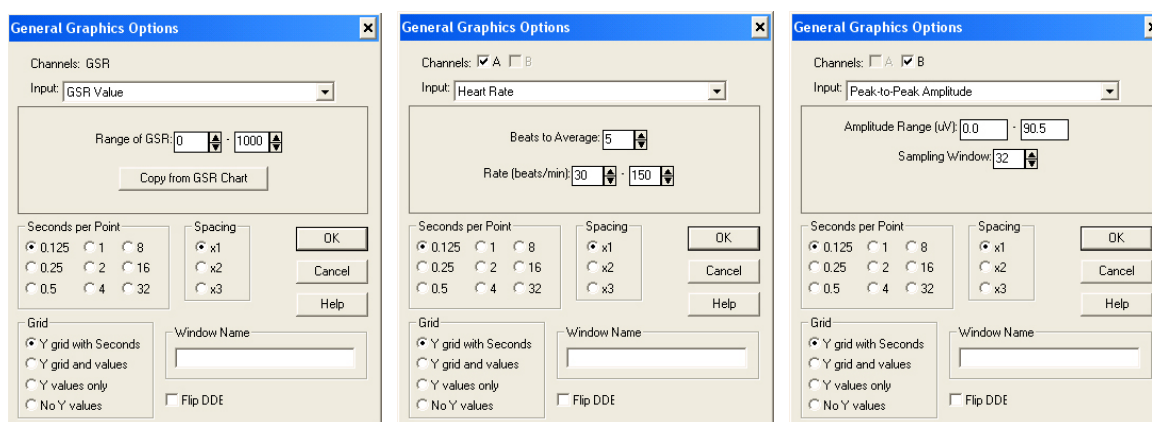 General Graphics Options
Channels: GSR
Input: GSR Value
Range of GSR: 0 - 1000
Copy from GSR Chart
Seconds per Point
0.125 1 8
0.25 2 16
0.5 4 32
Spacing
x1
x2
x3
OK
Cancel
Help
Grid
Y grid with Seconds
Y grid and values
Y values only
No Y values
Window Name
Flip DDE
General Graphics Options
Channels: A B
Input: Heart Rate
Beats to Average: 5
Rate (beats/min): 30 - 150
Seconds per Point
0.125 1 8
0.25 2 16
0.5 4 32
Spacing
x1
x2
x3
OK
Cancel
Help
Grid
Y grid with Seconds
Y grid and values
Y values only
No Y values
Window Name
Flip DDE
General Graphics Options
Channels: A B
Input: Peak-to-Peak Amplitude
Amplitude Range (uV): 0.0 - 90.5
Sampling Window: 32
Seconds per Point
0.125 1 8
0.25 2 16
0.5 4 32
Spacing
x1
x2
x3
OK
Cancel
Help
Grid
Y grid with Seconds
Y grid and values
Y values only
No Y values
Window Name
Flip DDE